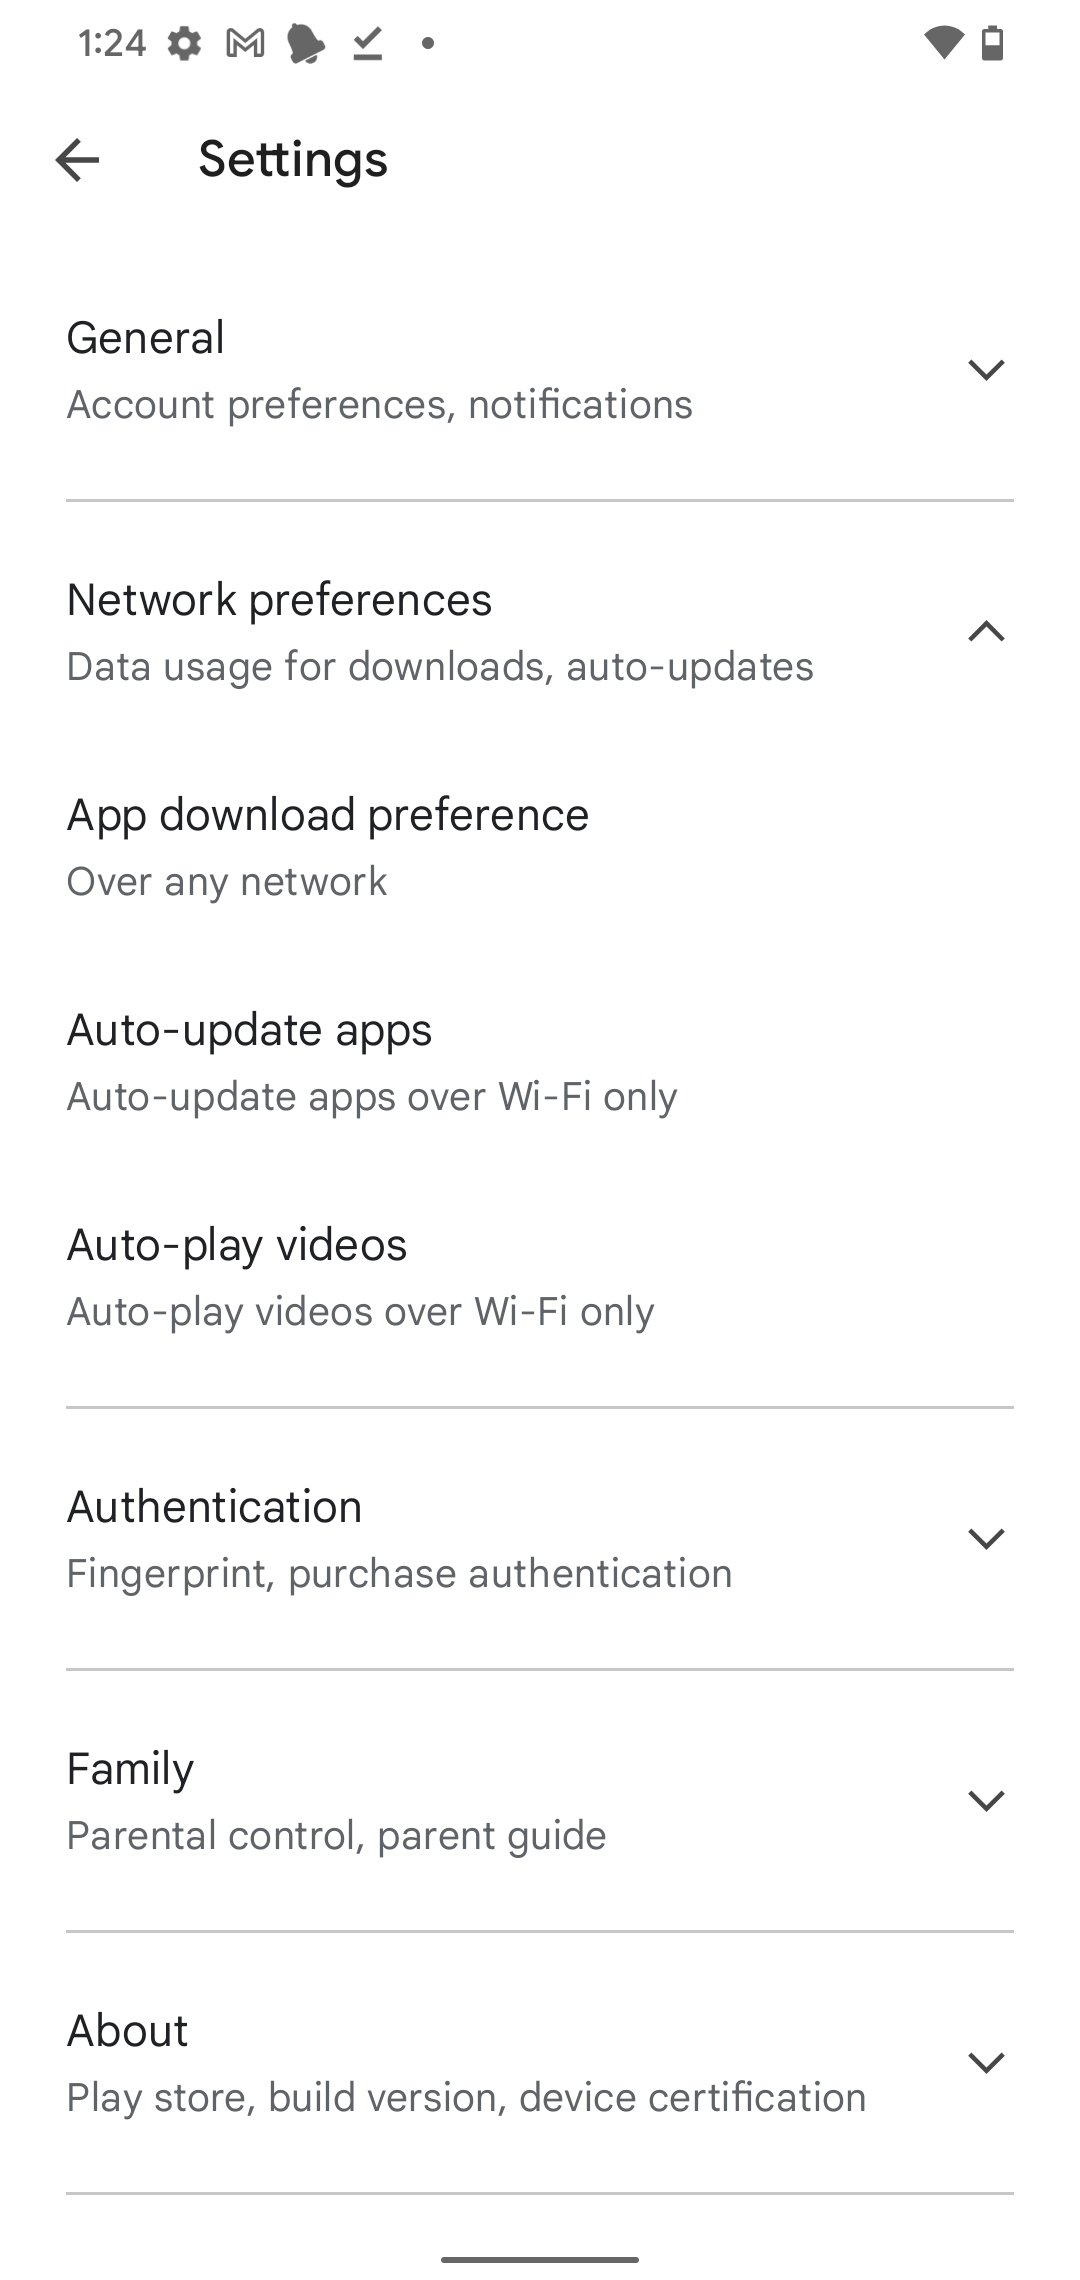 1:24
Settings
General
Account preferences, notifications
Network preferences
Data usage for downloads, auto-updates
App download preference
Over any network
Auto-update apps
Auto-update apps over Wi-Fi only
Auto-play videos
Auto-play videos over Wi-Fi only
Authentication
Fingerprint, purchase authentication
Family
Parental control, parent guide
About
Play store, build version, device certification